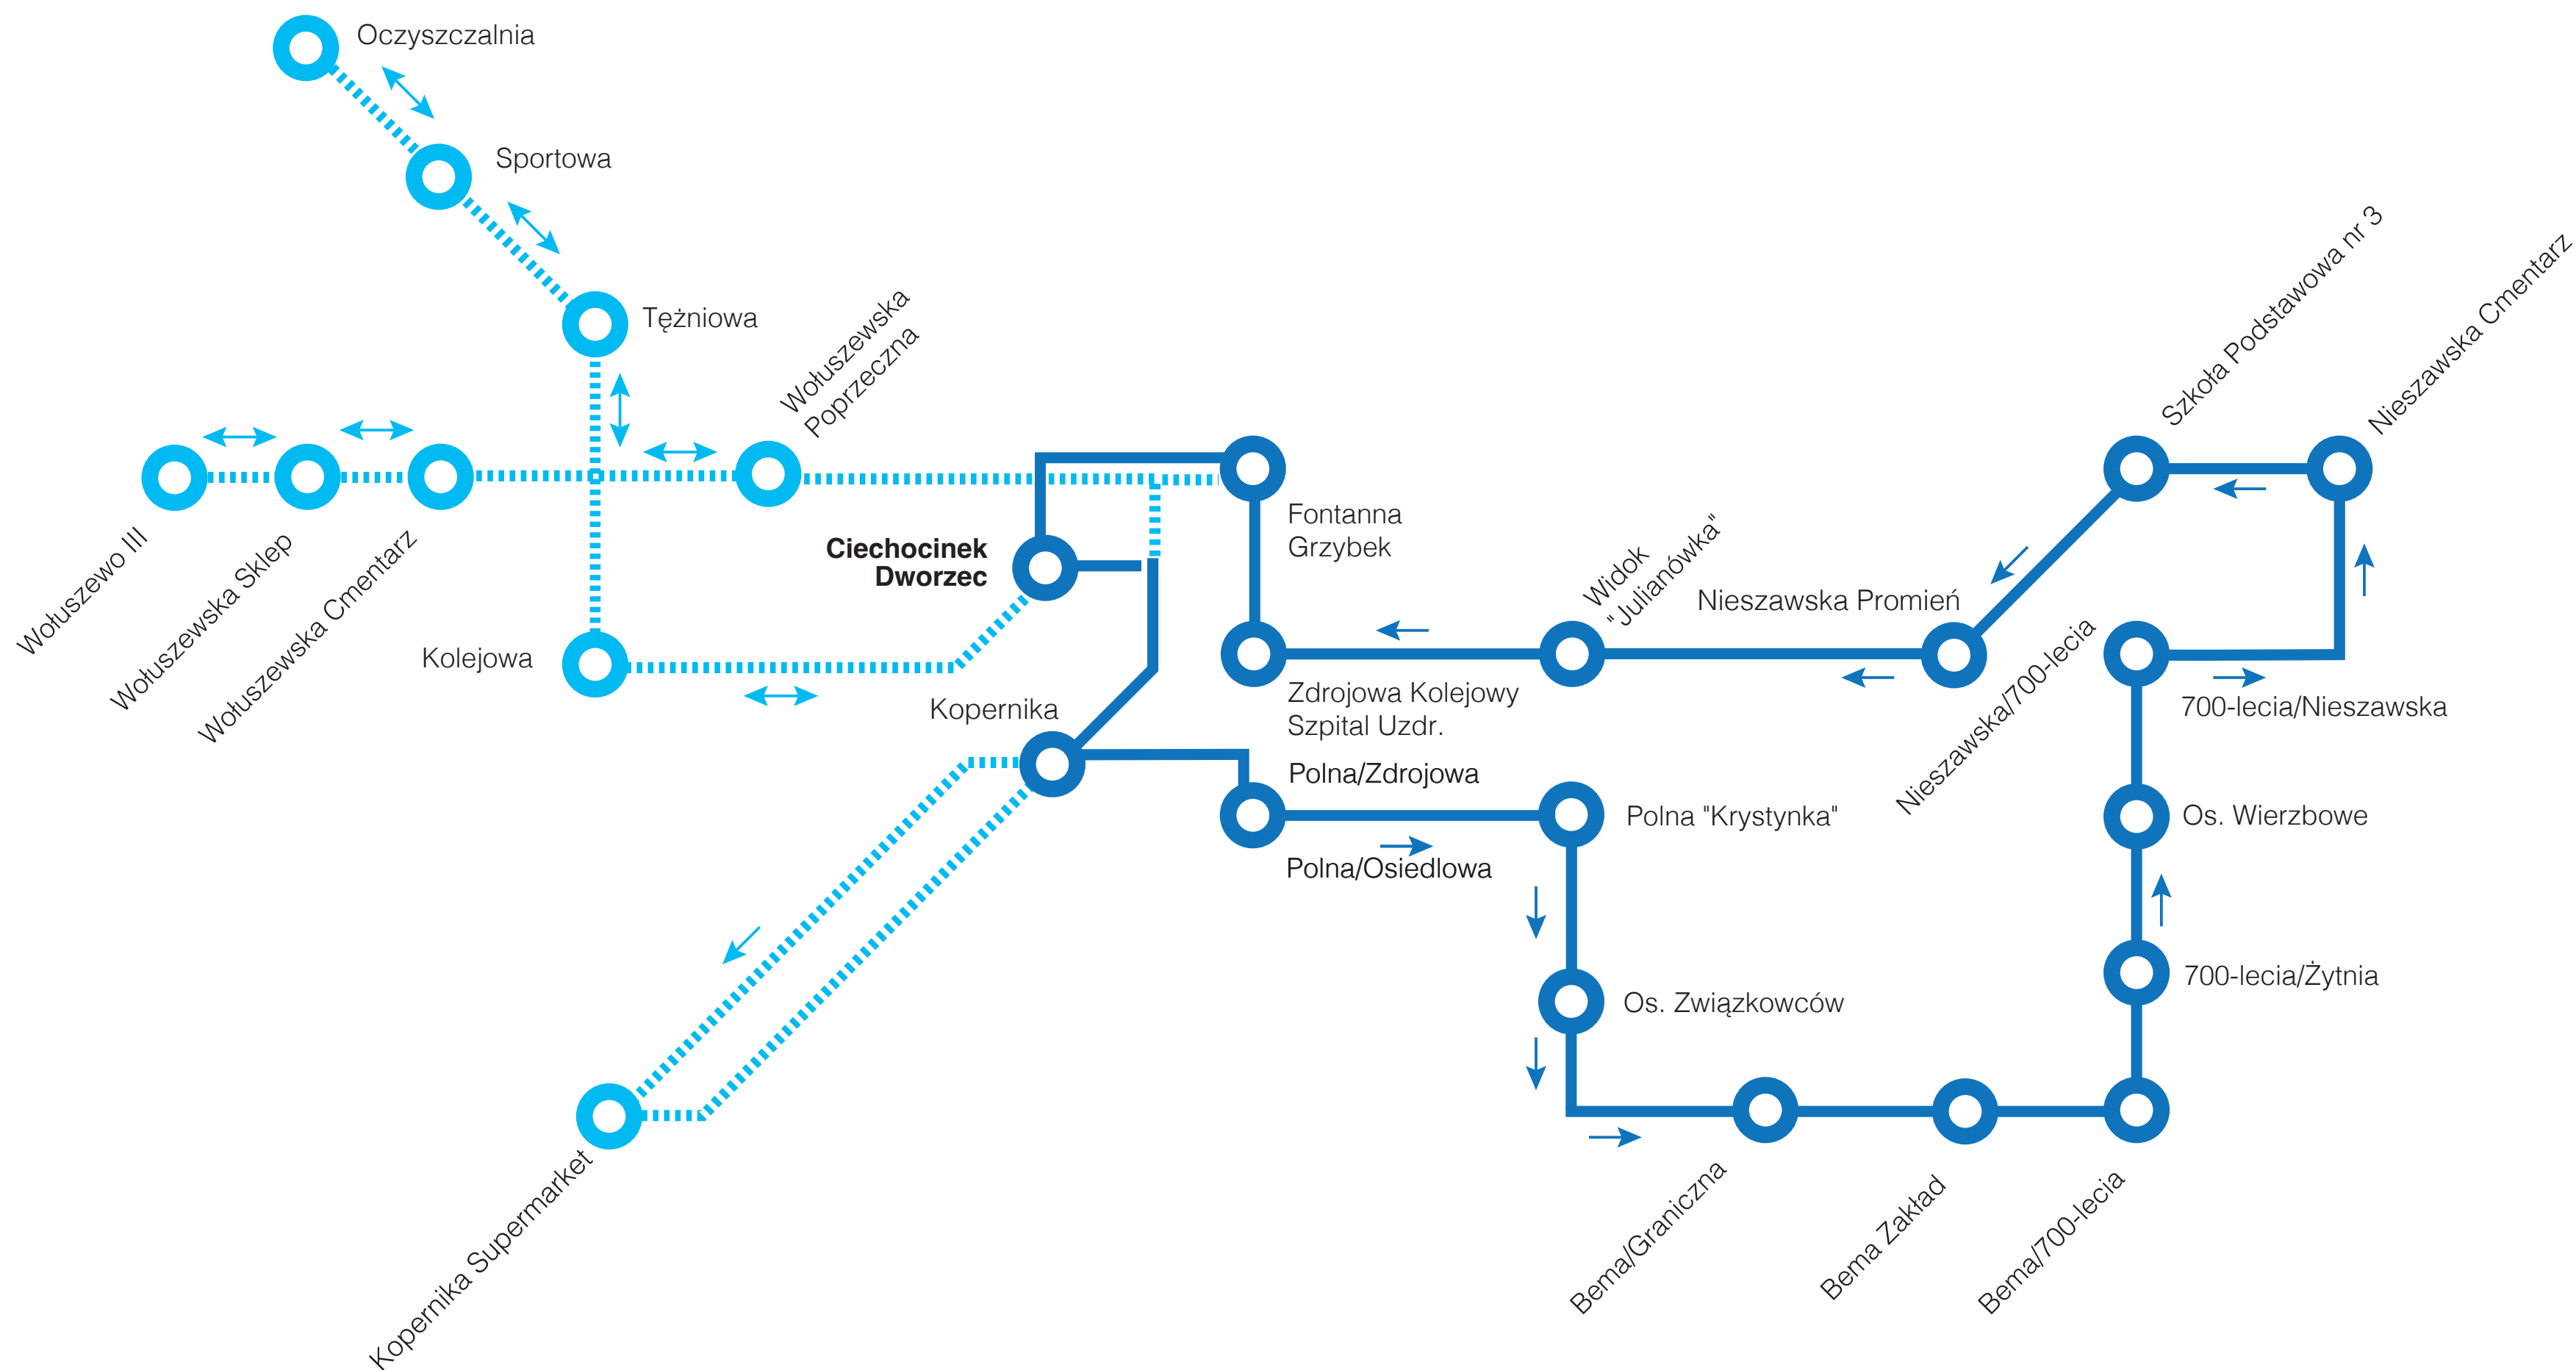 Oczyszczalnia
Sportowa
Tężniowa
Wołuszewska
Poprzeczna
Szkoła Podstawowa nr 3
Nieszawska Cmentarz
Wołuszewo III
Wołuszewska Sklep
Wołuszewska Cmentarz
Ciechocinek
Dworzec
Fontanna
Grzybek
Widok
"Julianówka"
Nieszawska Promień
Nieszawska/700-lecia
Kolejowa
Kopernika
Zdrojowa Kolejowy
Szpital Uzdr.
700-lecia/Nieszawska
Polna/Zdrojowa
Polna "Krystynka"
Os. Wierzbowe
Polna/Osiedlowa
Os. Związkowców
700-lecia/Żytnia
Kopernika Supermarket
Bema/Graniczna
Bema Zakład
Bema/700-lecia